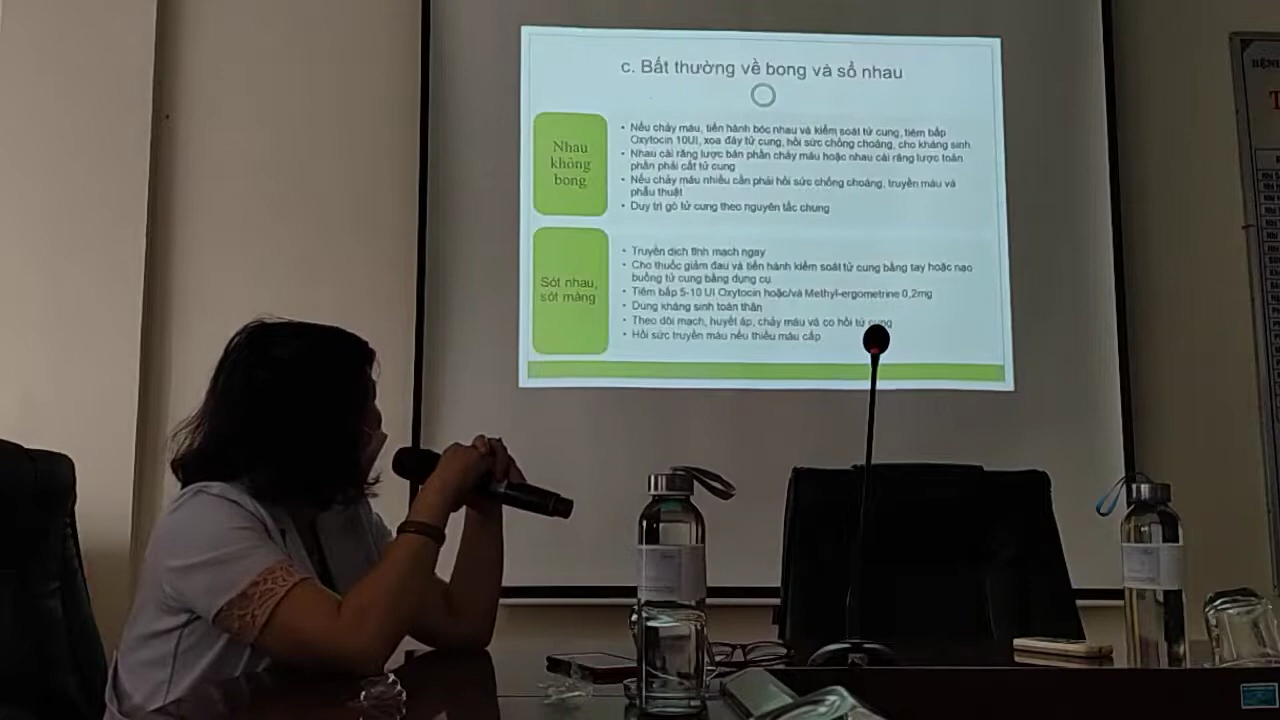 c. Bất thường về bong và sổ nhau
Nhau
không
bong
• Nếu chảy máu, tiến hành bóc nhau và kiểm soát tử cung, tiêm bắp
Oxytocin 10UI, xoa đáy tử cung, hồi sức chống choáng, cho kháng sinh
• Nhau cài răng lược bán phần chảy máu hoặc nhau cài răng lược toàn
phần phải cắt tử cung
• Nếu chảy máu nhiều cần phải hồi sức chống choáng, truyền máu và
phẫu thuật
• Duy trì gò tử cung theo nguyên tắc chung
Sót nhau,
sót màng
• Truyền dịch tĩnh mạch ngay
• Cho thuốc giảm đau và tiến hành kiểm soát tử cung bằng tay hoặc nạo
buồng tử cung bằng dụng cụ
• Tiêm bắp 5-10 UI Oxytocin hoặc/và Methyl-ergometrine 0,2mg
• Dùng kháng sinh toàn thân
• Theo dõi mạch, huyết áp, chảy máu và co hồi tử cung
• Hồi sức truyền máu nếu thiếu máu cấp